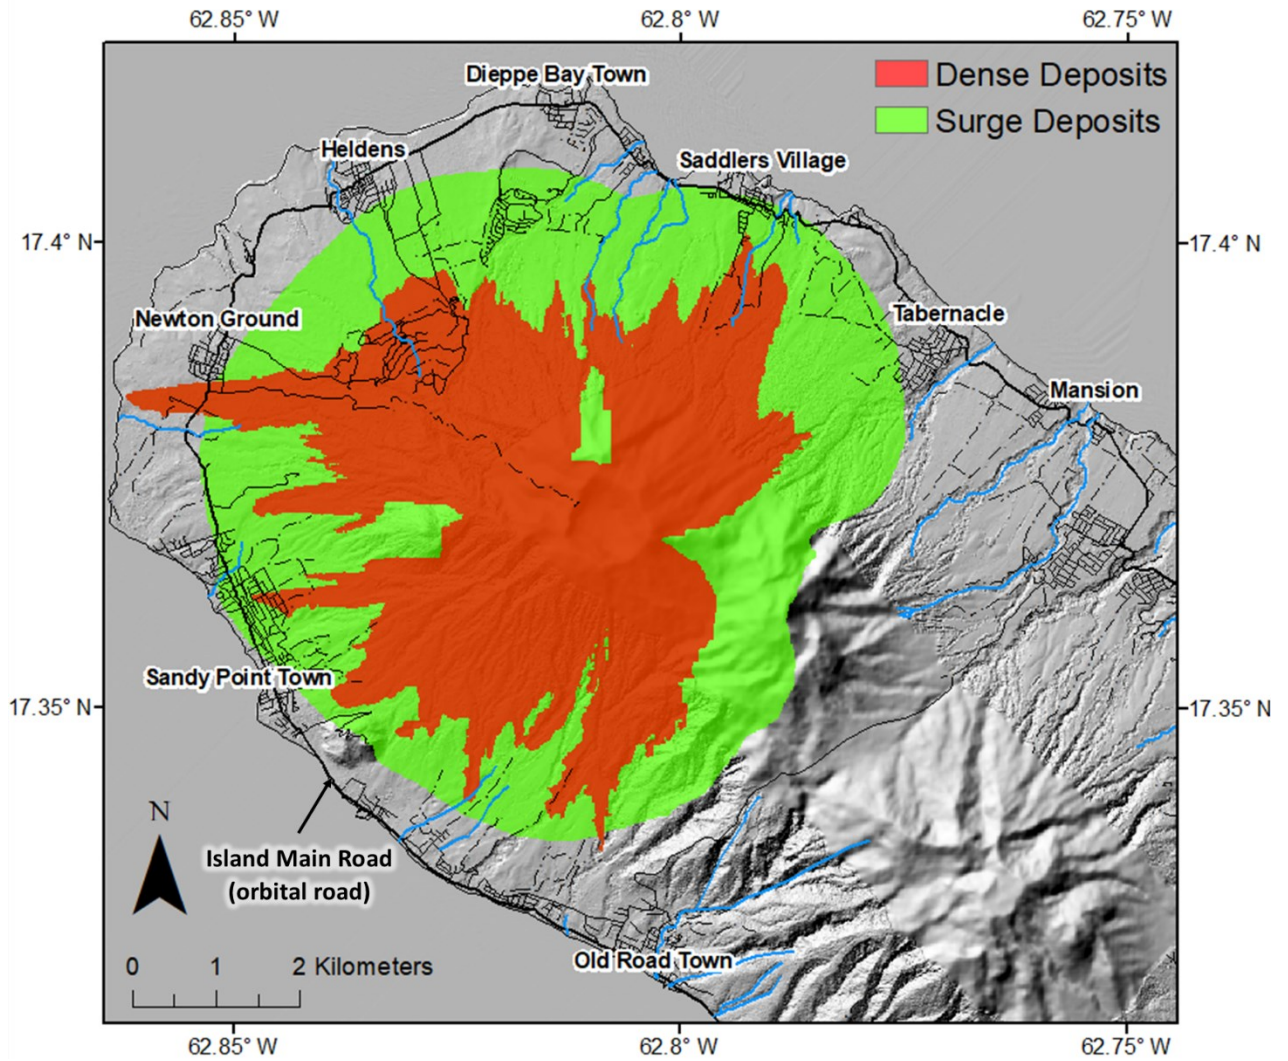 62.85° W
62.8° W
62.75° W
Dieppe Bay Town
Dense Deposits
Surge Deposits
Heldens
Saddlers Village
17.4°
17.4° N
Newton Ground
Tabernacle
Mansion
Sandy Point Town
17.35° N
17.35° N
N
Island Main Road
(orbital road)
Old Road Town
0 1 2 Kilometers
62.85° W
62.8° W
62.75° W